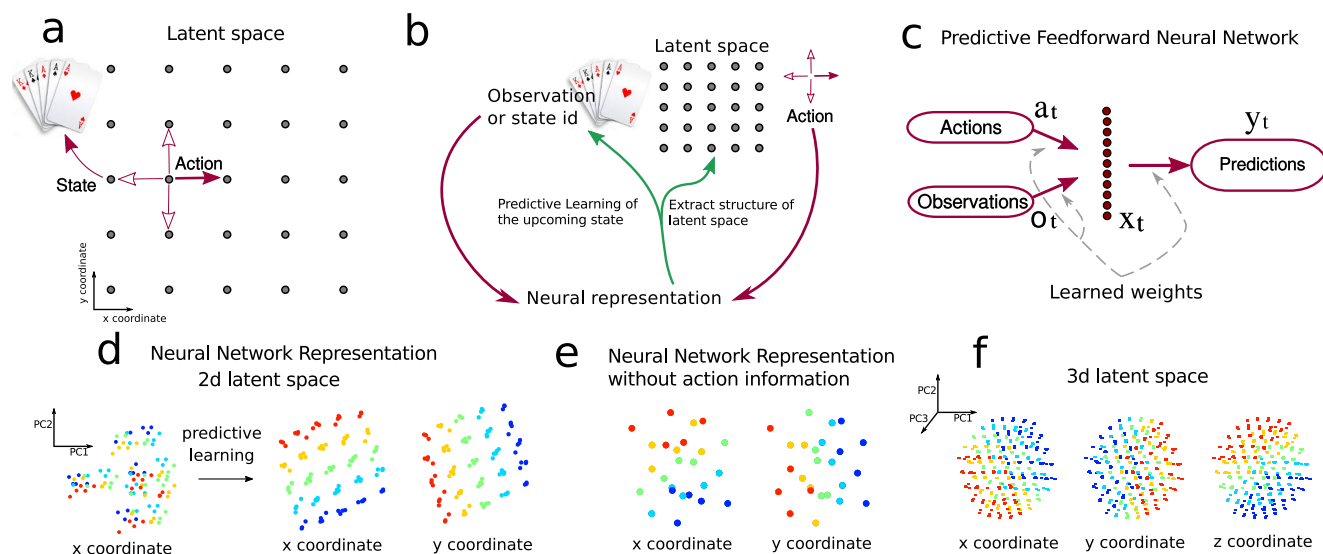 a
Latent space
State
Action
y coordinate
x coordinate
b
Latent space
Observation
or state id
Action
Predictive Learning of
the upcoming state
Extract structure of
latent space
Neural representation
c
Predictive Feedforward Neural Network
Actions
at
Observations
ot
xt
yt
Predictions
Learned weights
d
Neural Network Representation
2d latent space
PC2
PC1
predictive
learning
x coordinate
x coordinate
y coordinate
e
Neural Network Representation
without action information
x coordinate
y coordinate
f
3d latent space
PC2
PC3
PC1
x coordinate
y coordinate
z coordinate